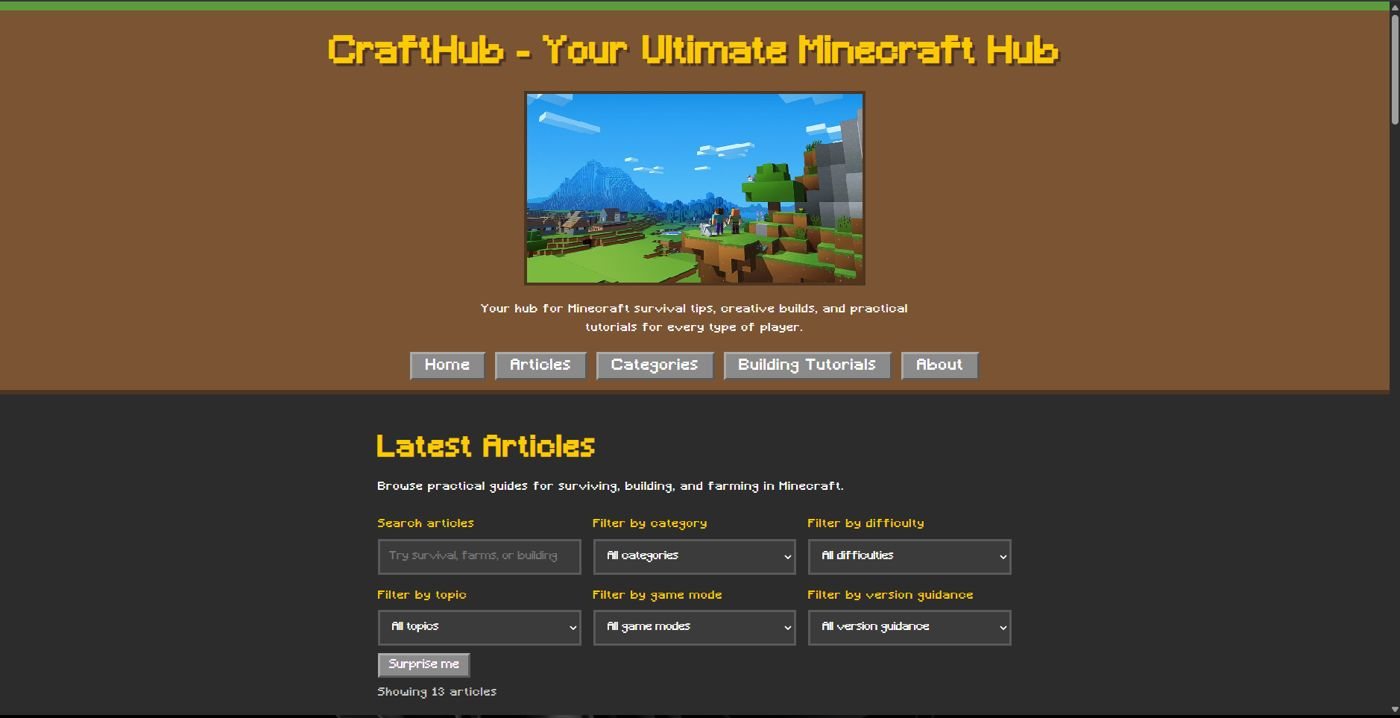 CraftHub - Your Ultimate Minecraft Hub
Your hub for Minecraft survival tips, creative builds, and practical
tutorials for every type of player.
Home
Articles
Categories
Building Tutorials
About
Latest Articles
Browse practical guides for surviving, building, and farming in Minecraft.
Search articles
Filter by category
Filter by difficulty
Try survival, farms, or building
All categories
All difficulties
Filter by topic
Filter by game mode
Filter by version guidance
All topics
All game modes
All version guidance
Surprise me
Showing 13 articles